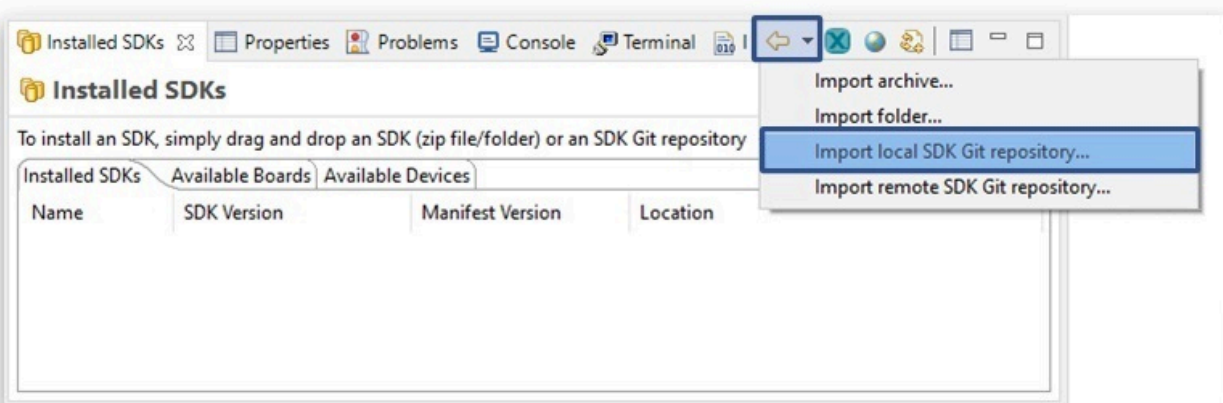 Installed SDKs Properties Problems Console Terminal
Installed SDKs
To install an SDK, simply drag and drop an SDK (zip file/folder) or an SDK Git repository
Installed SDKs Available Boards Available Devices
Name SDK Version Manifest Version Location
Import archive...
Import folder...
Import local SDK Git repository...
Import remote SDK Git repository...